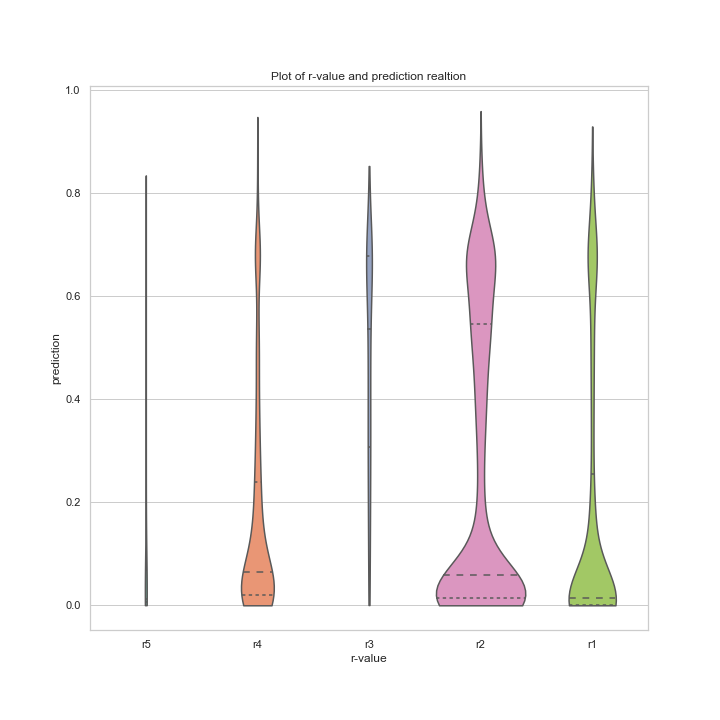 Plot of r-value and prediction realtion
1.0
0.8
0.6
0.4
0.2
0.0
prediction
r5 r4 r3 r2 r1
r-value